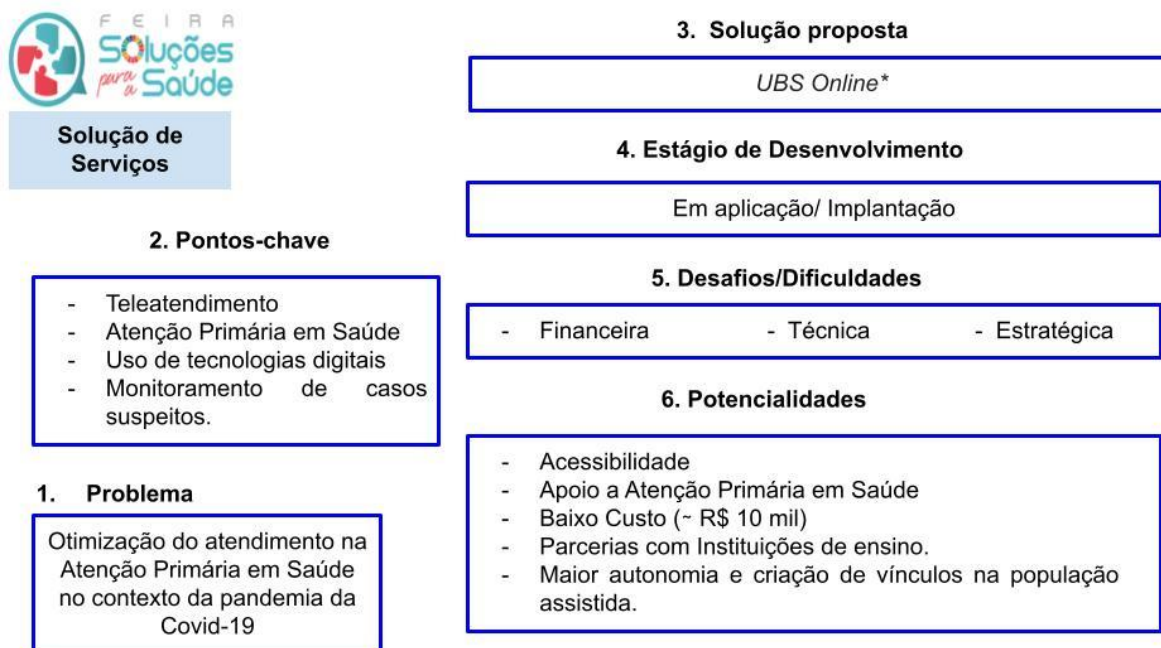 FEIRA
SOluções
para
a Saúde
Solução de
Serviços
2. Pontos-chave
- Teleatendimento
- Atenção Primária em Saúde
- Uso de tecnologias digitais
- Monitoramento de casos
suspeitos.
1. Problema
Otimização do atendimento na
Atenção Primária em Saúde
no contexto da pandemia da
Covid-19
3. Solução proposta
UBS Online*
4. Estágio de Desenvolvimento
Em aplicação/ Implantação
5. Desafios/Dificuldades
- Financeira - Técnica - Estratégica
6. Potencialidades
- Acessibilidade
- Apoio a Atenção Primária em Saúde
- Baixo Custo (~ R$ 10 mil)
- Parcerias com Instituições de ensino.
- Maior autonomia e criação de vínculos na população
assistida.